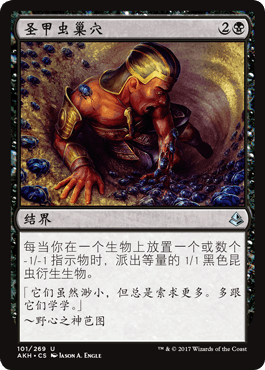 圣甲虫巢穴 2
结界
每当你在一个生物上放置一个或数个
-1/-1 指示物时，派出等量的 1/1 黑色昆
虫衍生生物。
「它们虽然渺小，但总是索求更多。多跟
它们学学。」
～野心之神芭图
101/269 U
AKH • CS JASON A. ENGLE
™ & © 2017 Wizards of the Coast